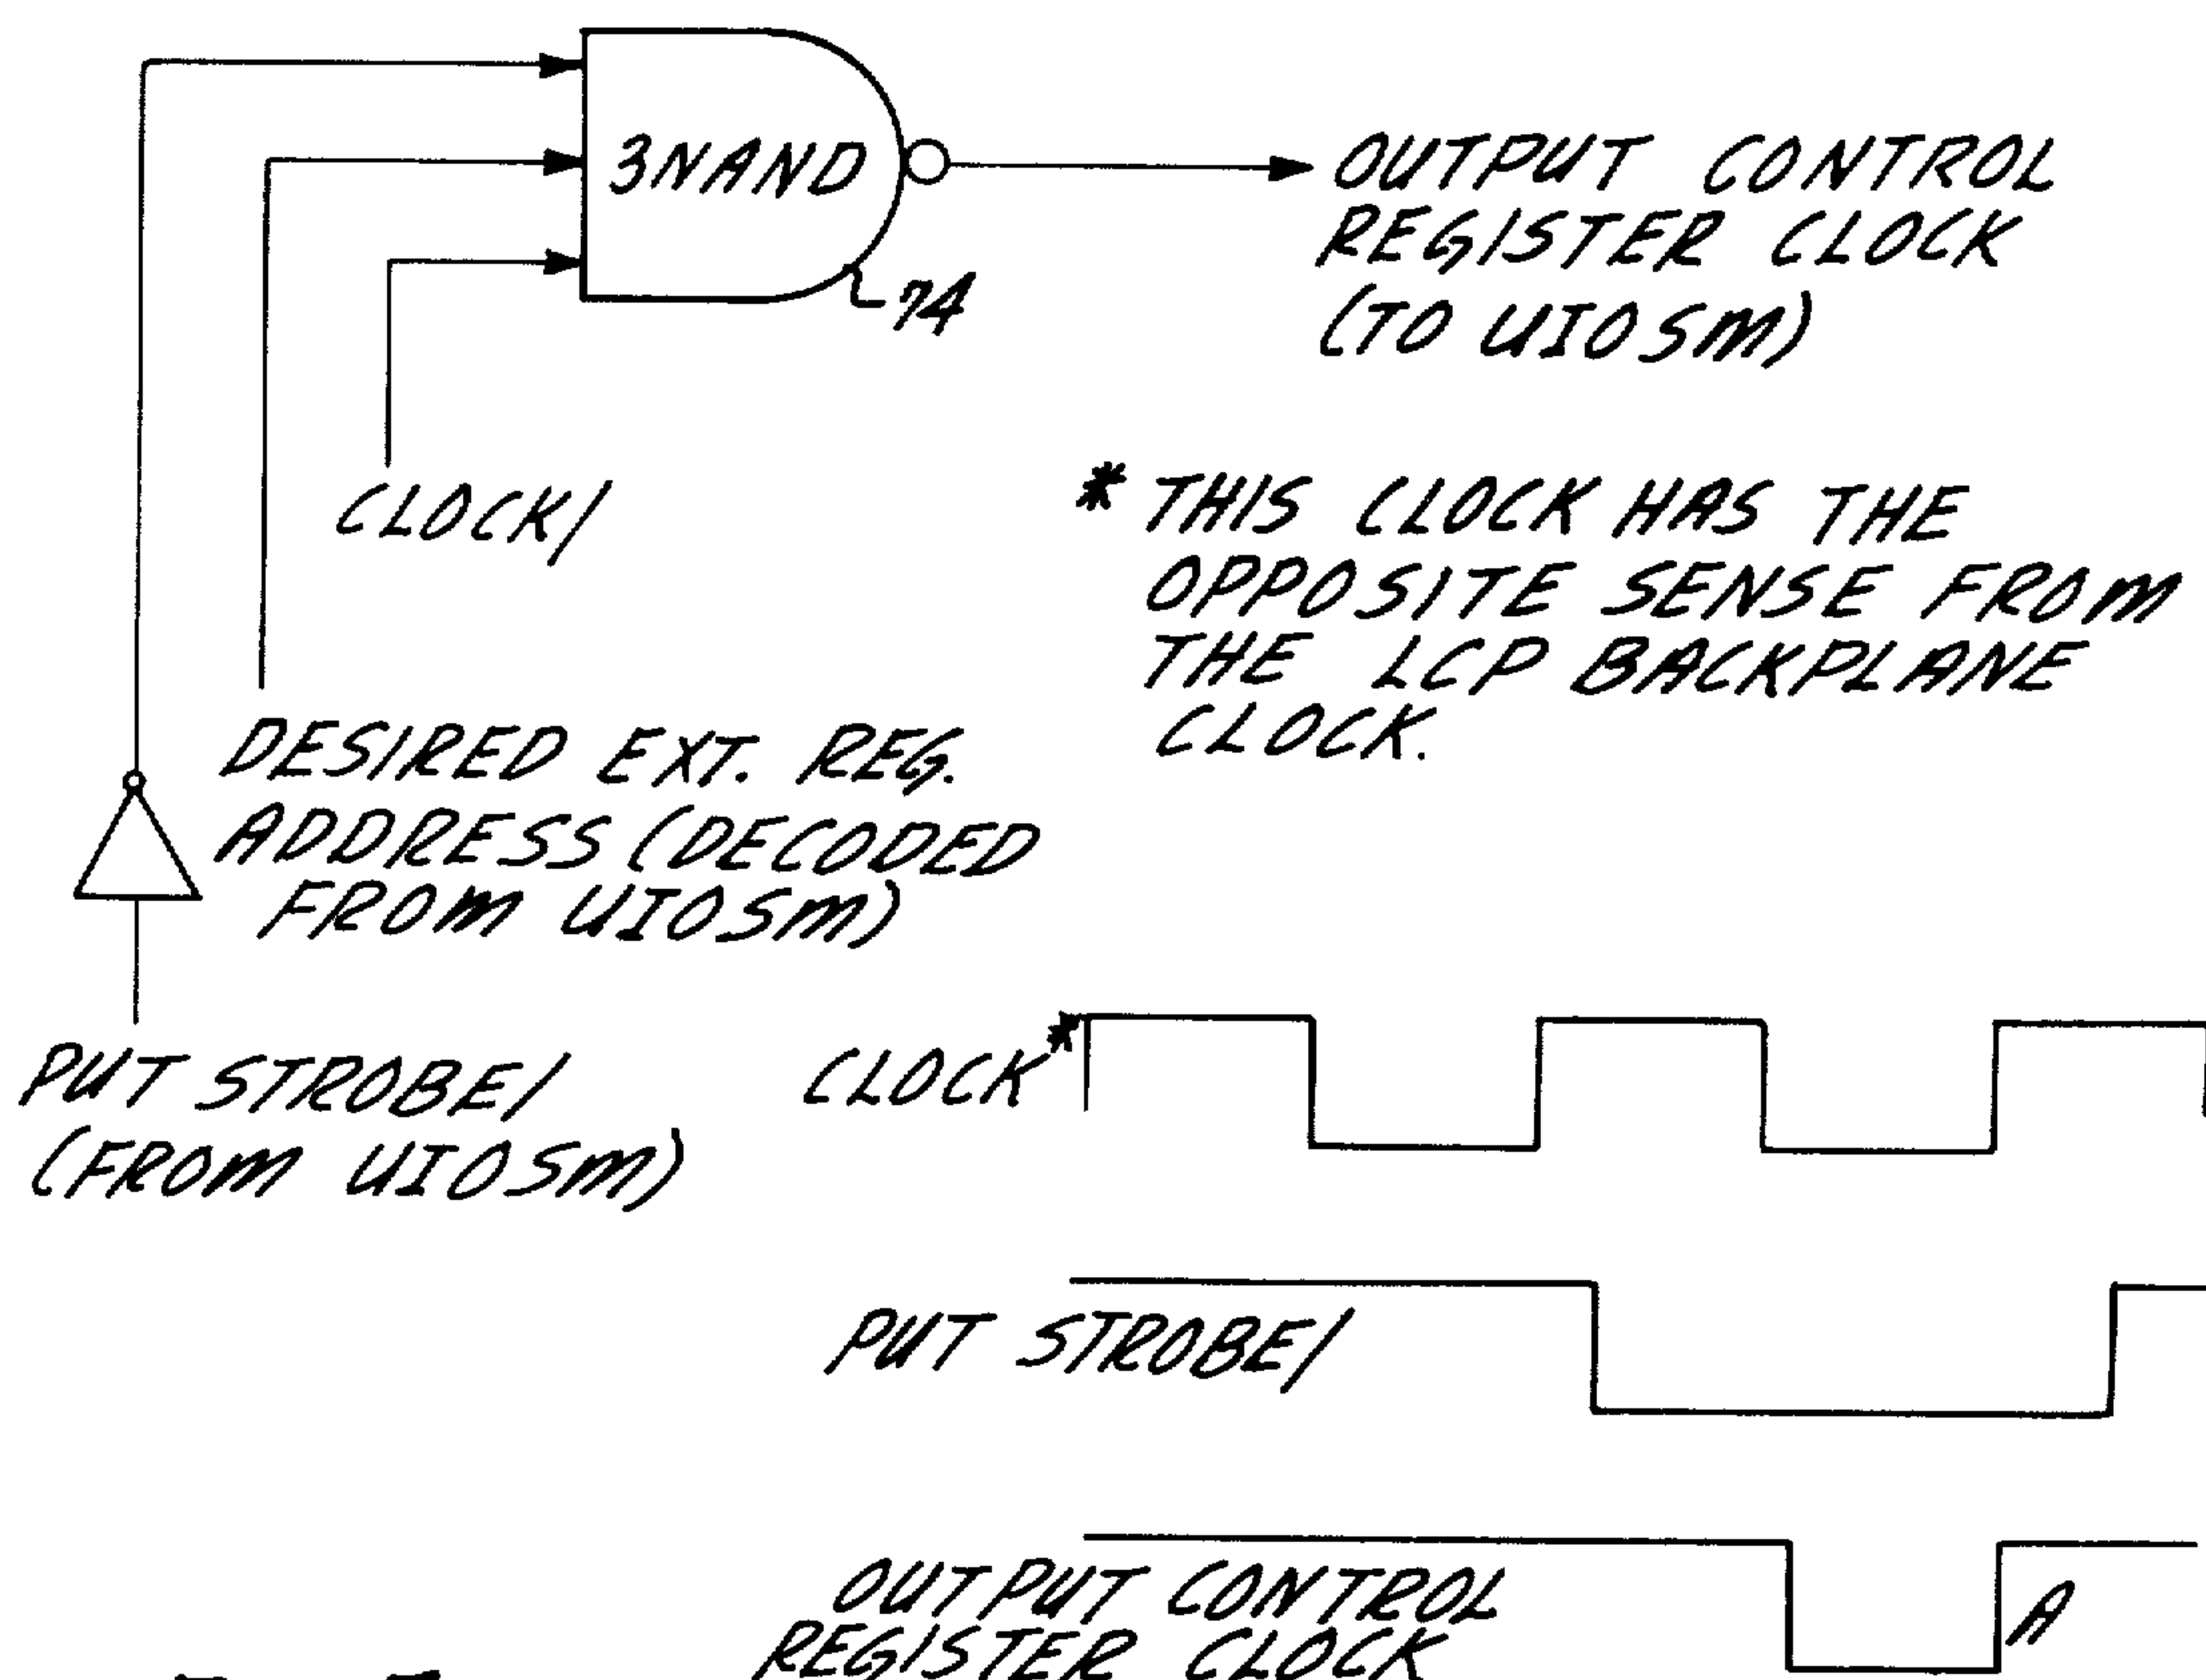 3NAND
74
OUTPUT CONTROL
REGISTER CLOCK
(TO UIOSM)
CLOCK/
* THIS CLOCK HAS THE
OPPOSITE SENSE FROM
THE LCP BACKPLANE
CLOCK.
DESIRED EXT. REG.
ADDRESS (DECODED
FROM UIOSM)
PUT STROBE/
(FROM UIOSM)
CLOCK*
PUT STROBE/
OUTPUT CONTROL
REGISTER CLOCK
A